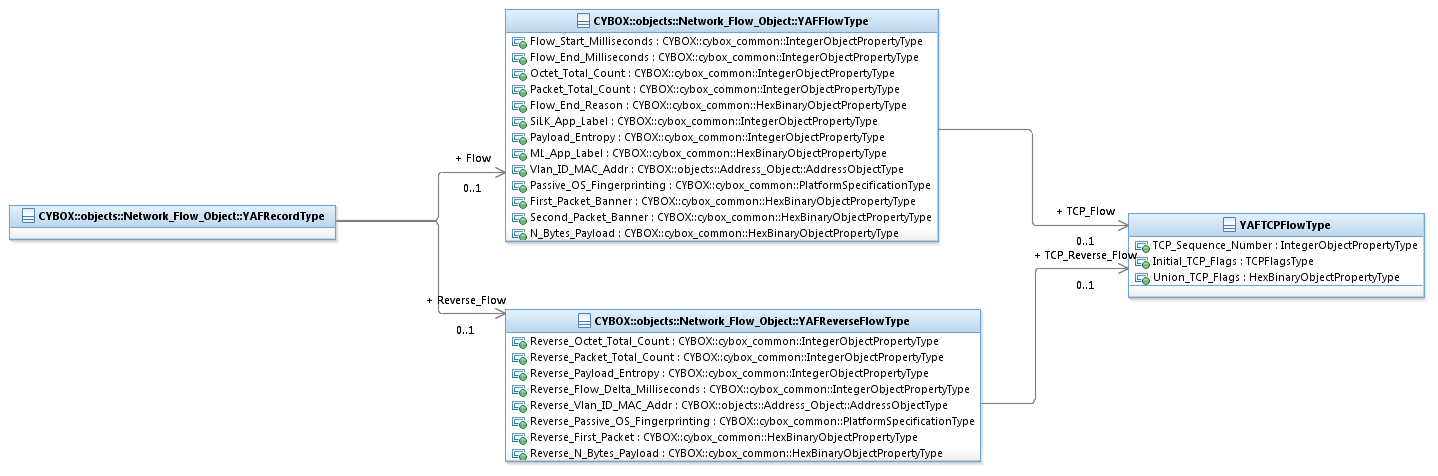 CYBOX::objects::Network_Flow_Object::YAFRecordType
+ Flow
0..1
+ Reverse_Flow
0..1
CYBOX::objects::Network_Flow_Object::YAFFlowType
Flow_Start_Milliseconds : CYBOX::cybox_common::IntegerObjectPropertyType
Flow_End_Milliseconds : CYBOX::cybox_common::IntegerObjectPropertyType
Octet_Total_Count : CYBOX::cybox_common::IntegerObjectPropertyType
Packet_Total_Count : CYBOX::cybox_common::IntegerObjectPropertyType
Flow_End_Reason : CYBOX::cybox_common::HexBinaryObjectPropertyType
SiLK_App_Label : CYBOX::cybox_common::IntegerObjectPropertyType
Payload_Entropy : CYBOX::cybox_common::IntegerObjectPropertyType
ML_App_Label : CYBOX::cybox_common::HexBinaryObjectPropertyType
Vlan_ID_MAC_Addr : CYBOX::objects::Address_Object::AddressObjectType
Passive_OS_Fingerprinting : CYBOX::cybox_common::PlatformSpecificationType
First_Packet_Banner : CYBOX::cybox_common::HexBinaryObjectPropertyType
Second_Packet_Banner : CYBOX::cybox_common::HexBinaryObjectPropertyType
N_Bytes_Payload : CYBOX::cybox_common::HexBinaryObjectPropertyType
CYBOX::objects::Network_Flow_Object::YAFReverseFlowType
Reverse_Octet_Total_Count : CYBOX::cybox_common::IntegerObjectPropertyType
Reverse_Packet_Total_Count : CYBOX::cybox_common::IntegerObjectPropertyType
Reverse_Payload_Entropy : CYBOX::cybox_common::IntegerObjectPropertyType
Reverse_Flow_Delta_Milliseconds : CYBOX::cybox_common::IntegerObjectPropertyType
Reverse_Vlan_ID_MAC_Addr : CYBOX::objects::Address_Object::AddressObjectType
Reverse_Passive_OS_Fingerprinting : CYBOX::cybox_common::PlatformSpecificationType
Reverse_First_Packet : CYBOX::cybox_common::HexBinaryObjectPropertyType
Reverse_N_Bytes_Payload : CYBOX::cybox_common::HexBinaryObjectPropertyType
+ TCP_Flow
0..1
+ TCP_Reverse_Flow
0..1
YAFTCPFlowType
TCP_Sequence_Number : IntegerObjectPropertyType
Initial_TCP_Flags : TCPFlagsType
Union_TCP_Flags : HexBinaryObjectPropertyType